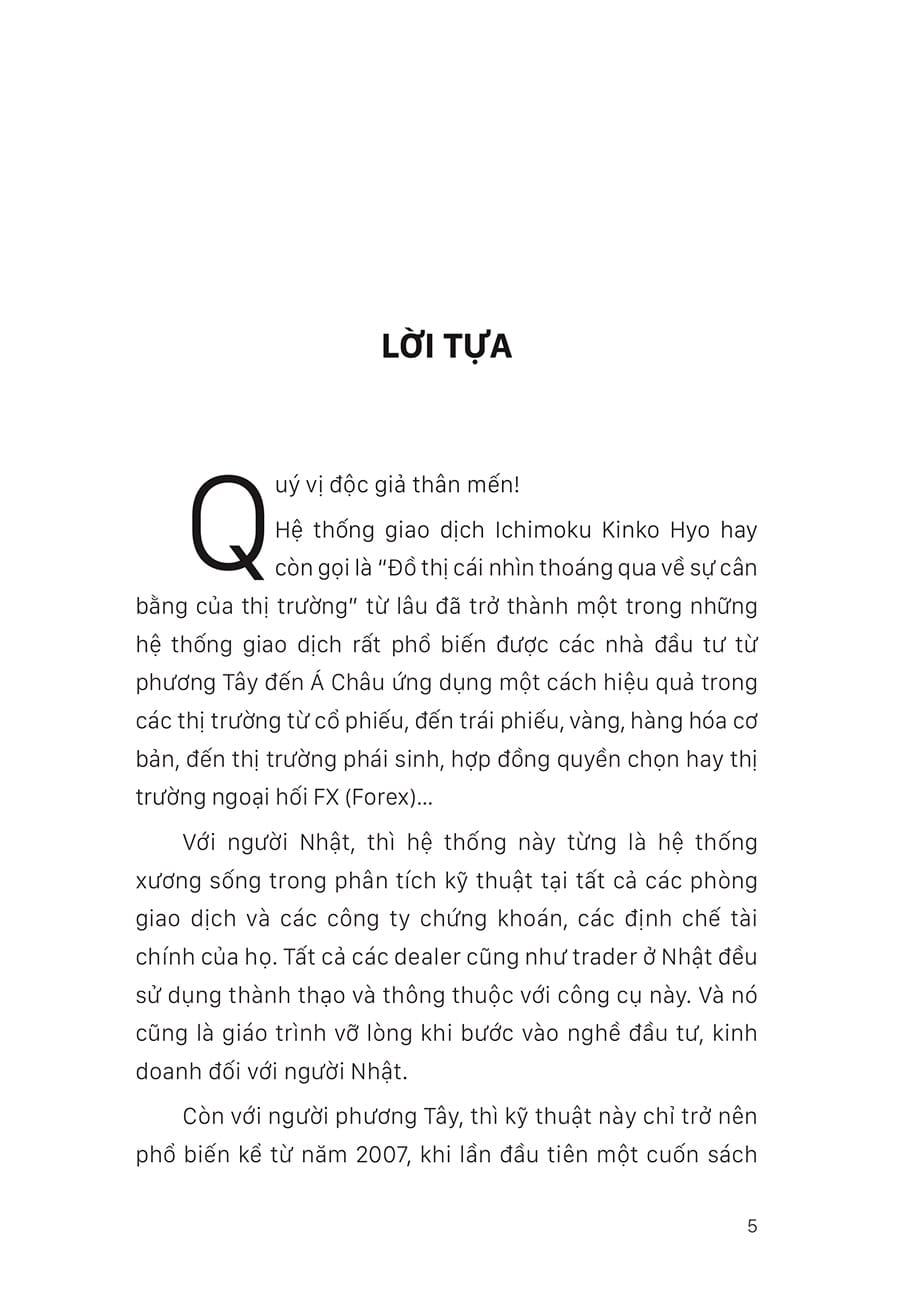 LỜI TỰA
Quý vị độc giả thân mến!
Hệ thống giao dịch Ichimoku Kinko Hyo hay
còn gọi là “Đồ thị cái nhìn thoáng qua về sự cân
bằng của thị trường” từ lâu đã trở thành một trong những
hệ thống giao dịch rất phổ biến được các nhà đầu tư từ
phương Tây đến Á Châu ứng dụng một cách hiệu quả trong
các thị trường từ cổ phiếu, đến trái phiếu, vàng, hàng hóa cơ
bản, đến thị trường phái sinh, hợp đồng quyền chọn hay thị
trường ngoại hối FX (Forex)...
Với người Nhật, thì hệ thống này từng là hệ thống
xương sống trong phân tích kỹ thuật tại tất cả các phòng
giao dịch và các công ty chứng khoán, các định chế tài
chính của họ. Tất cả các dealer cũng như trader ở Nhật đều
sử dụng thành thạo và thông thuộc với công cụ này. Và nó
cũng là giáo trình vỡ lòng khi bước vào nghề đầu tư, kinh
doanh đối với người Nhật.
Còn với người phương Tây, thì kỹ thuật này chỉ trở nên
phổ biến kể từ năm 2007, khi lần đầu tiên một cuốn sách
5